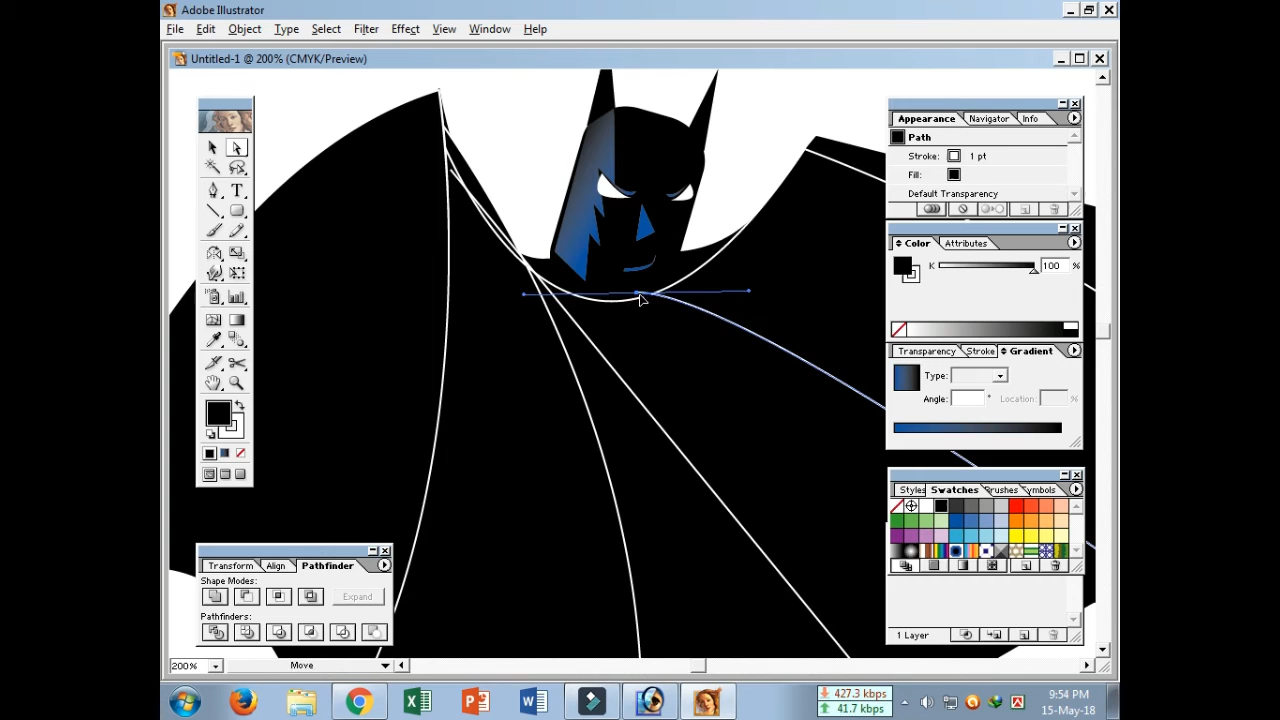 Adobe Illustrator
File Edit Object Type Select Filter Effect View Window Help
Untitled-1 @ 200% (CMYK/Preview)
Appearance Navigator Info
Path
Stroke: 1 pt
Fill:
Default Transparency
Color Attributes
K 100 %
Transparency Stroke Gradient
Type:
Angle: ° Location: %
Styles Swatches Brushes Symbols
1 Layer
T
Transform Align Pathfinder
Shape Modes:
Expand
Pathfinders:
200% Move
427.3 kbps
41.7 kbps
9:54 PM
15-May-18